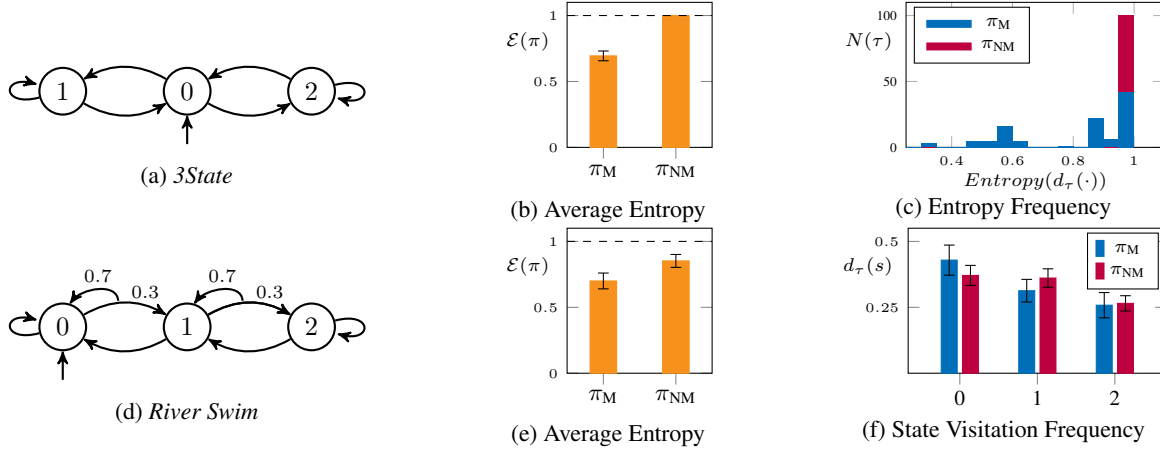 1
0
2
(a) 3State
ℰ(π)
1
0.5
0
π_M
π_NM
(b) Average Entropy
N(τ)
100
50
0
π_M
π_NM
0.4
0.6
0.8
1
Entropy(d_τ(·))
(c) Entropy Frequency
0.7
0.3
0.7
0.3
0
1
2
(d) River Swim
ℰ(π)
1
0.5
0
π_M
π_NM
(e) Average Entropy
d_τ(s)
0.5
0.25
π_M
π_NM
0
1
2
(f) State Visitation Frequency